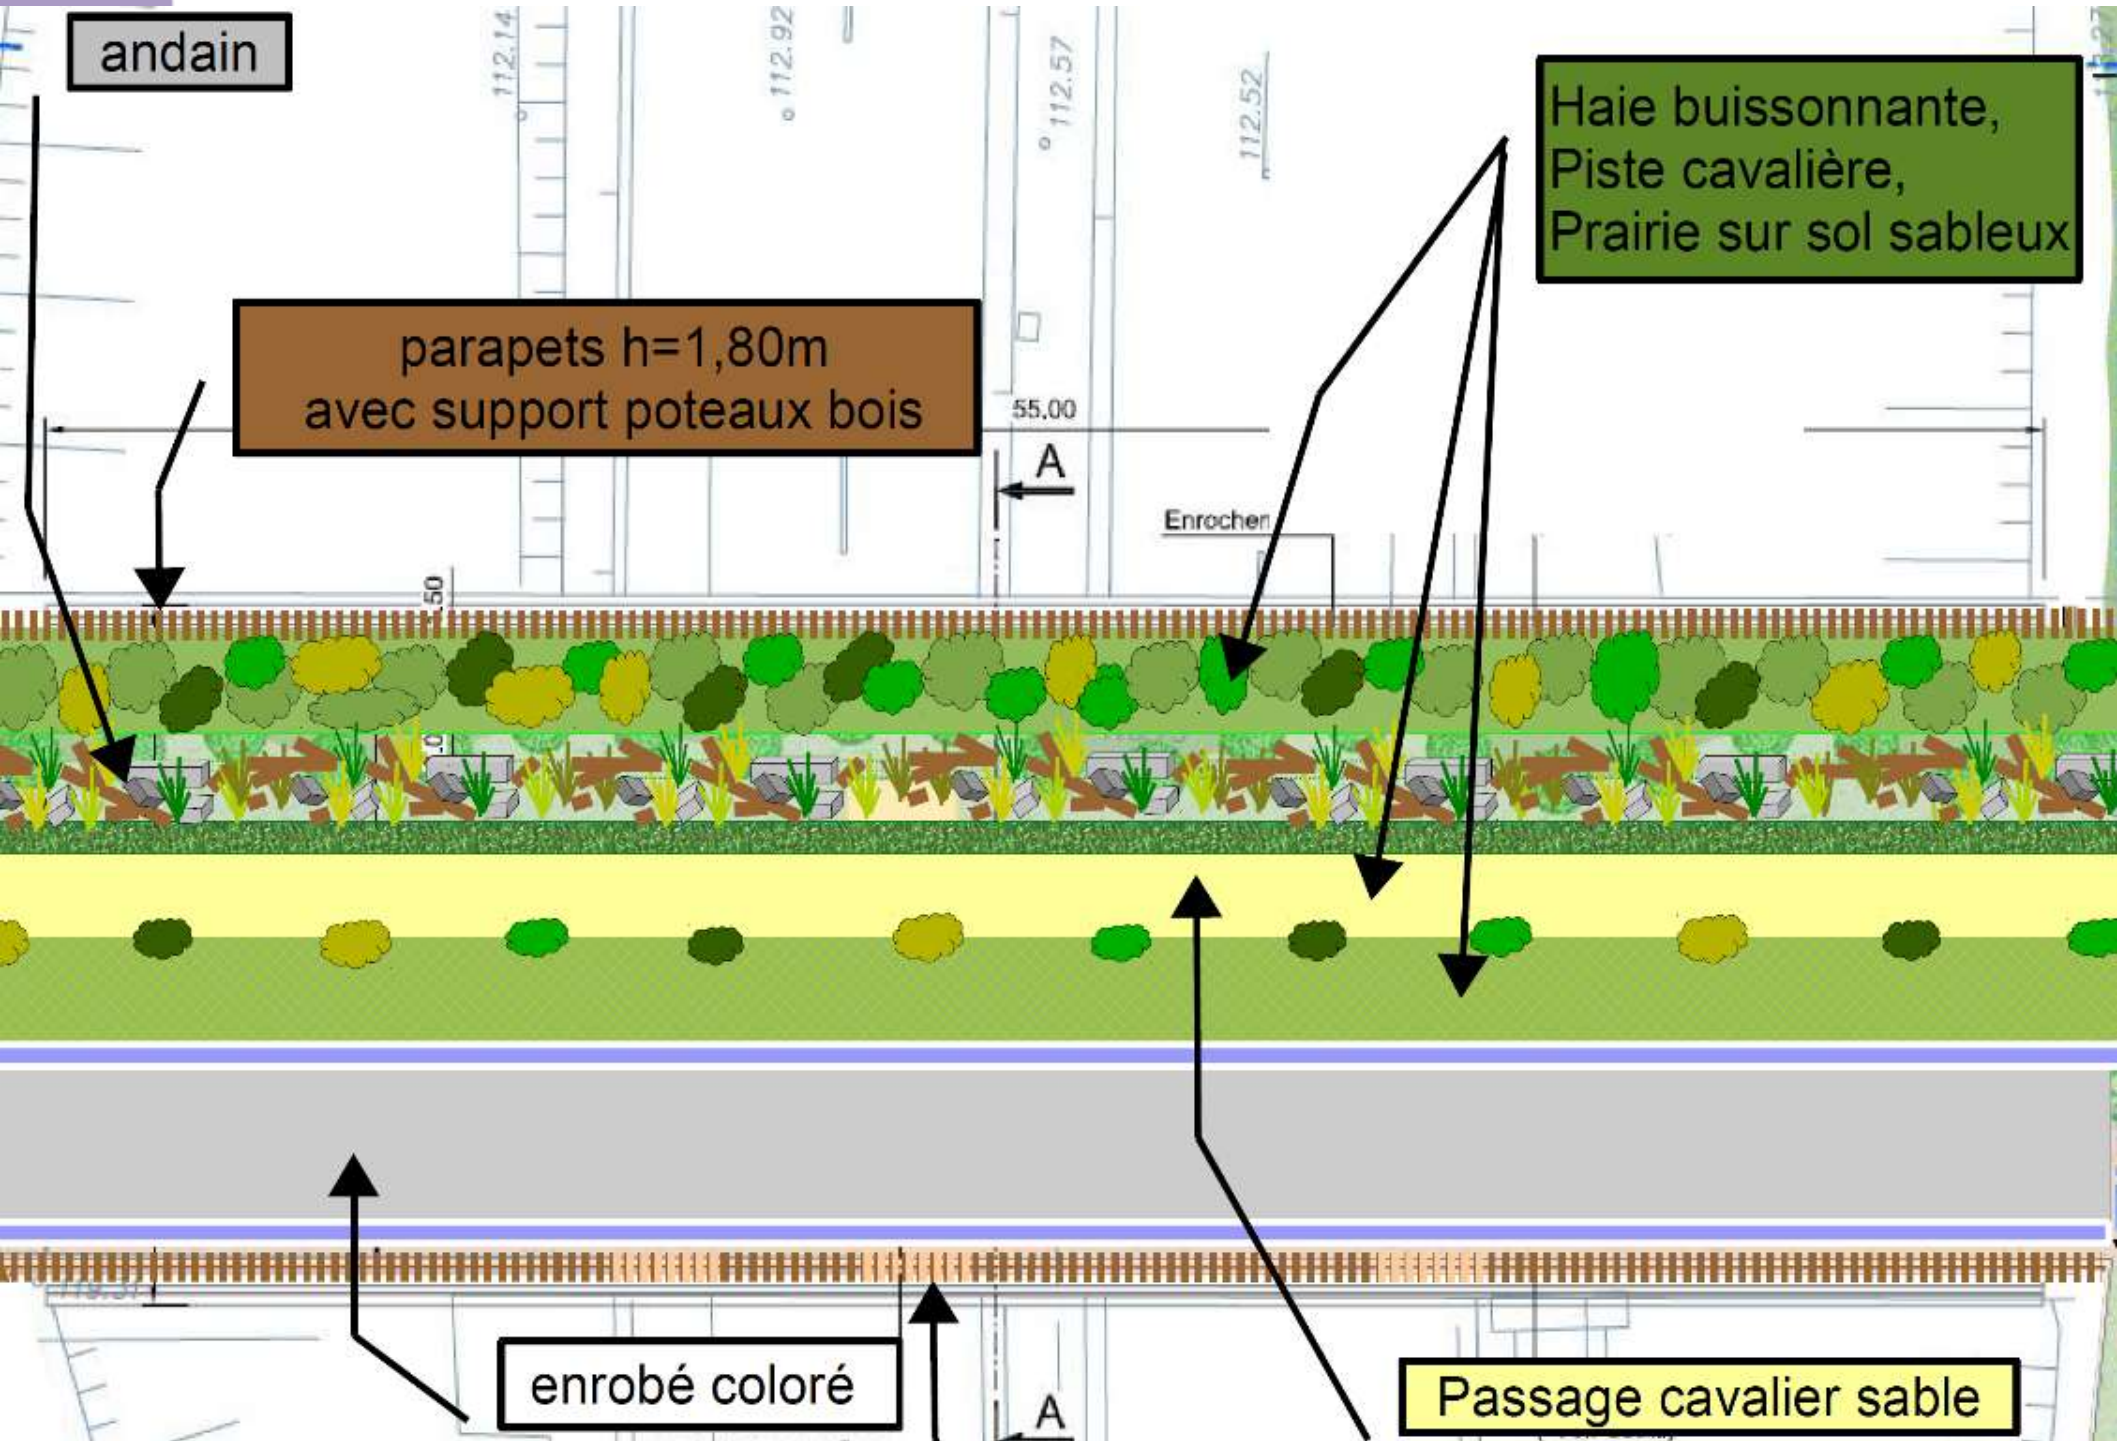 andain
112.14
112.92
112.57
112.52
Haie buissonnante,
Piste cavalière,
Prairie sur sol sableux
parapets h=1,80m
avec support poteaux bois
55.00
A
Enrochen
.50
enrobé coloré
A
Passage cavalier sable